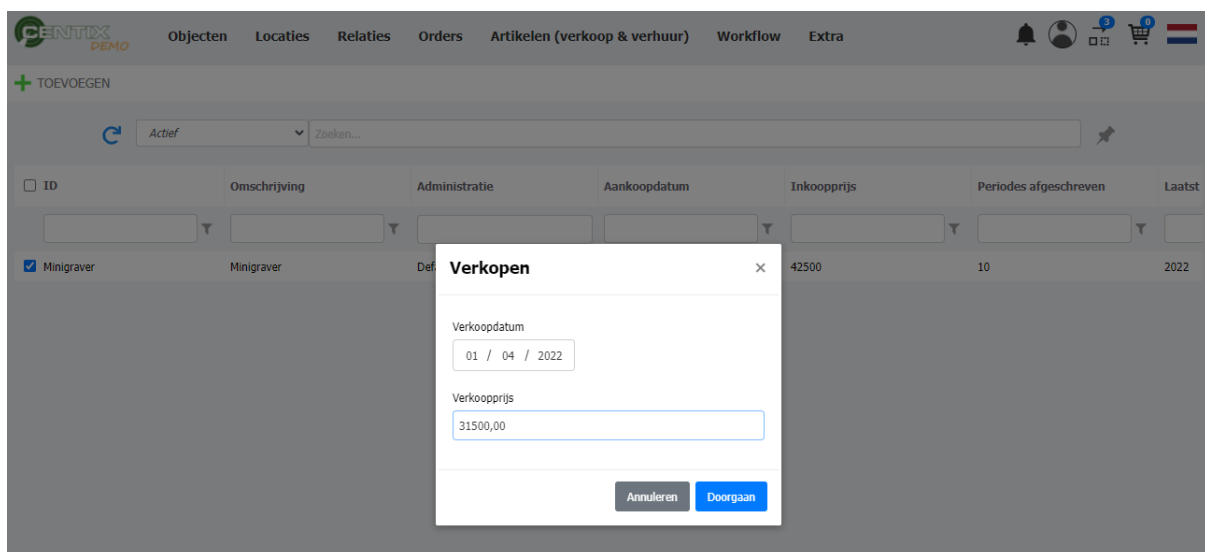 CENTIX DEMO Objecten Locaties Relaties Orders Artikelen (verkoop & verhuur) Workflow Extra 3 0
TOEVOEGEN
Actief Zoeken...
ID Omschrijving Administratie Aankoopdatum Inkoopprijs Periodes afgeschreven Laatst
Minigraver Minigraver Def 42500 10 2022
Verkopen ×
Verkoopdatum
01 / 04 / 2022
Verkoopprijs
31500,00
Annuleren Doorgaan